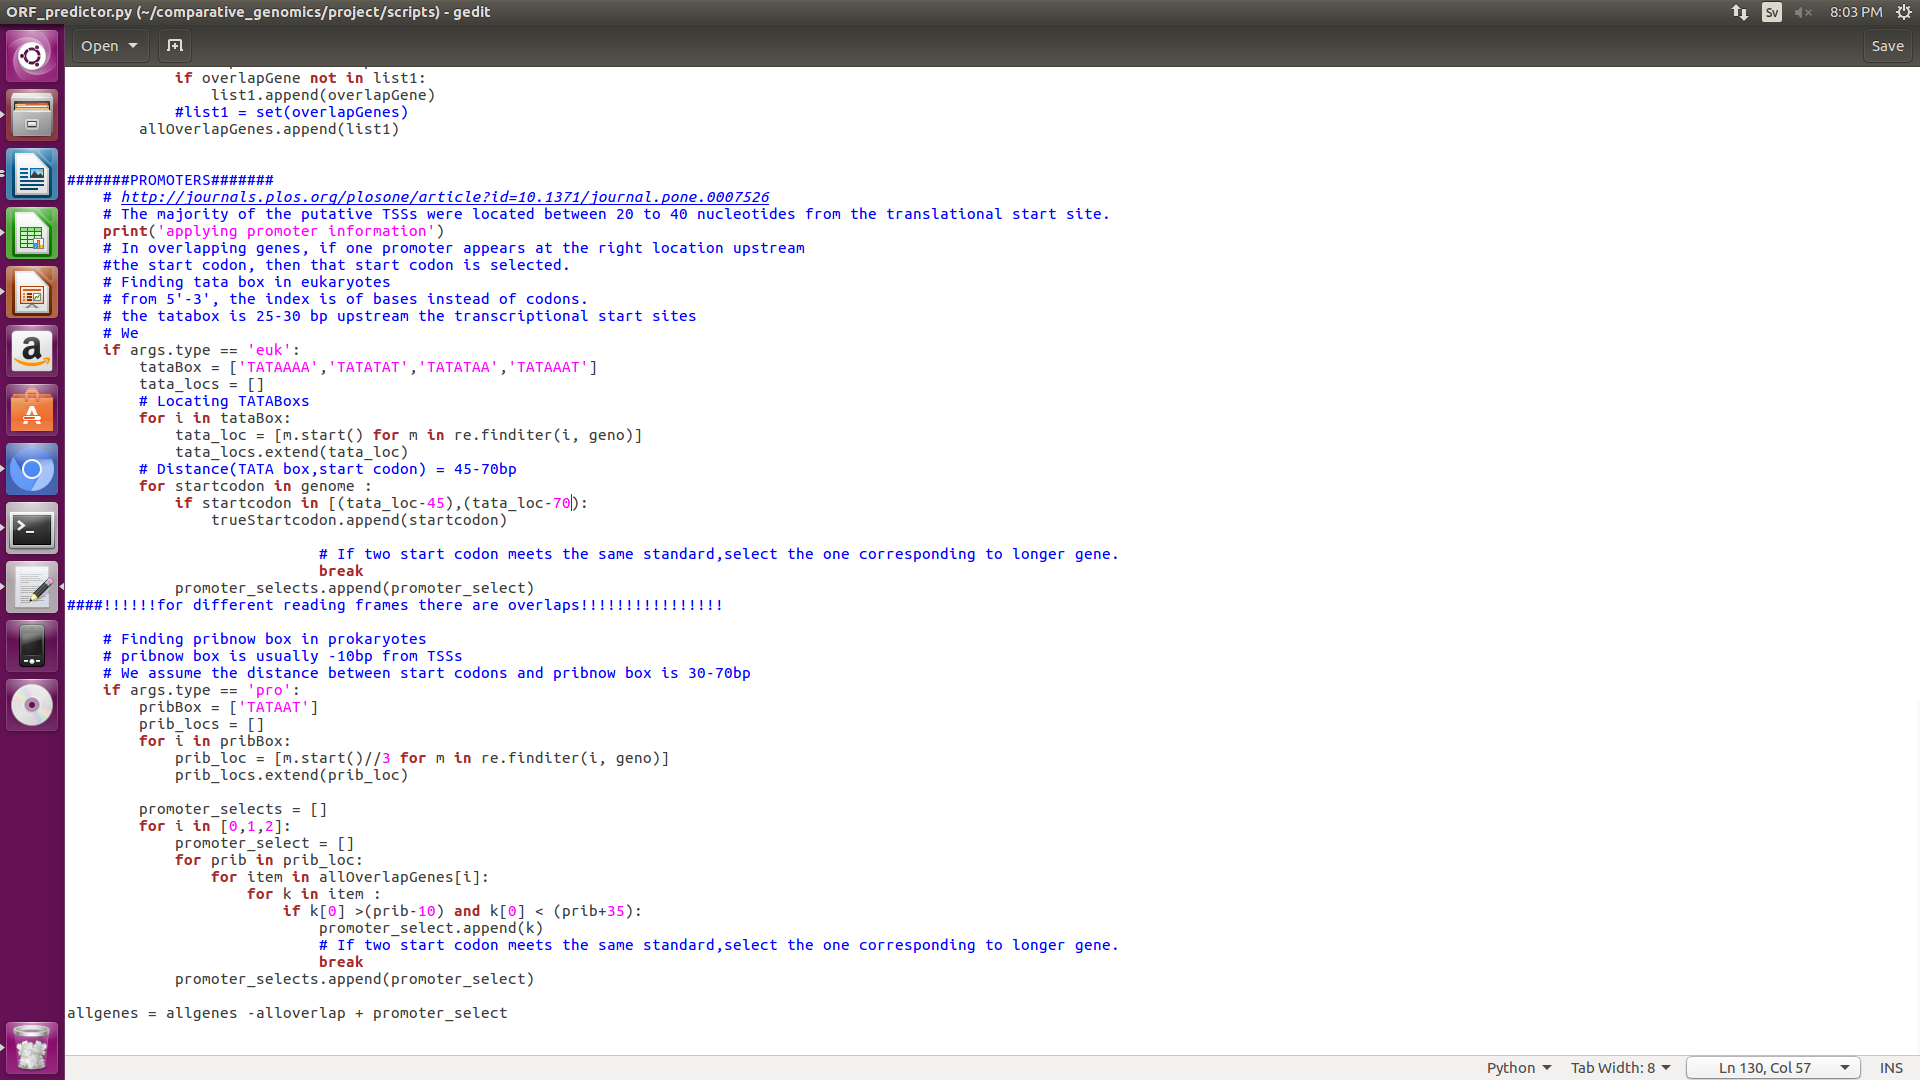 ORF_predictor.py (~/comparative_genomics/project/scripts) - gedit
Sv
8:03 PM
Open
Save
if overlapGene not in list1:
list1.append(overlapGene)
#list1 = set(overlapGenes)
allOverlapGenes.append(list1)
#######PROMOTERS#######
# http://journals.plos.org/plosone/article?id=10.1371/journal.pone.0007526
# The majority of the putative TSSs were located between 20 to 40 nucleotides from the translational start site.
print('applying promoter information')
# In overlapping genes, if one promoter appears at the right location upstream
#the start codon, then that start codon is selected.
# Finding tata box in eukaryotes
# from 5'-3', the index is of bases instead of codons.
# the tatabox is 25-30 bp upstream the transcriptional start sites
# We
if args.type == 'euk':
tataBox = ['TATAAAA','TATATAT','TATATAA','TATAAAT']
tata_locs = []
# Locating TATABoxs
for i in tataBox:
tata_loc = [m.start() for m in re.finditer(i, geno)]
tata_locs.extend(tata_loc)
# Distance(TATA box,start codon) = 45-70bp
for startcodon in genome :
if startcodon in [(tata_loc-45),(tata_loc-70):
trueStartcodon.append(startcodon)
# If two start codon meets the same standard,select the one corresponding to longer gene.
break
promoter_selects.append(promoter_select)
####!!!!!!for different reading frames there are overlaps!!!!!!!!!!!!!!!!
# Finding pribnow box in prokaryotes
# pribnow box is usually -10bp from TSSs
# We assume the distance between start codons and pribnow box is 30-70bp
if args.type == 'pro':
pribBox = ['TATAAT']
prib_locs = []
for i in pribBox:
prib_loc = [m.start()//3 for m in re.finditer(i, geno)]
prib_locs.extend(prib_loc)
promoter_selects = []
for i in [0,1,2]:
promoter_select = []
for prib in prib_loc:
for item in allOverlapGenes[i]:
for k in item :
if k[0] >(prib-10) and k[0] < (prib+35):
promoter_select.append(k)
# If two start codon meets the same standard,select the one corresponding to longer gene.
break
promoter_selects.append(promoter_select)
allgenes = allgenes -alloverlap + promoter_select
Python
Tab Width: 8
Ln 130, Col 57
INS